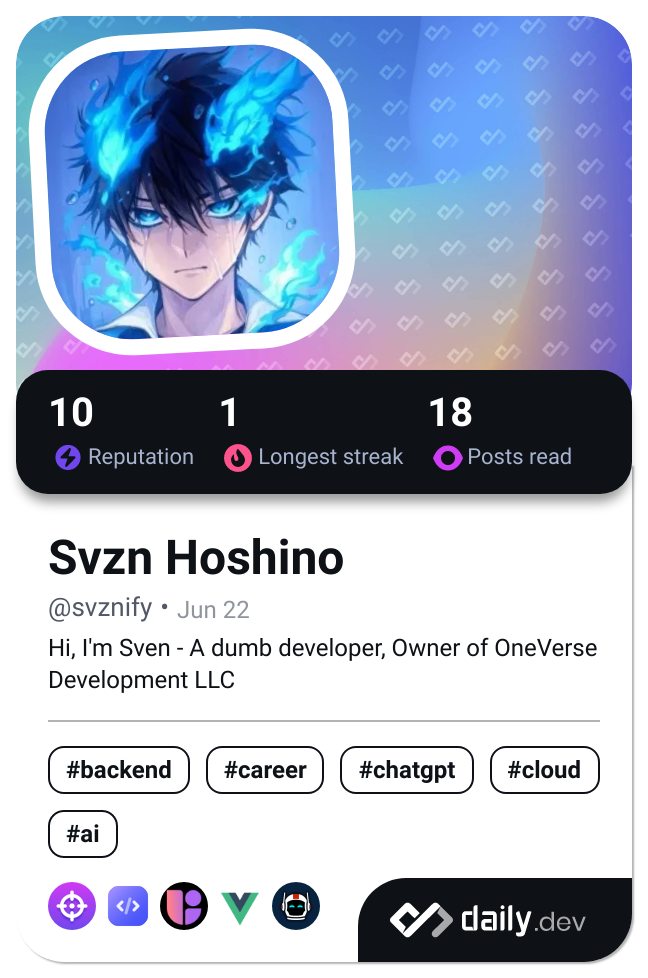 10 1 18
Reputation Longest streak Posts read
Svzn Hoshino
@svznify • Jun 22
Hi, I'm Sven - A dumb developer, Owner of OneVerse
Development LLC
#backend #career #chatgpt #cloud
#ai
</>
daily.dev